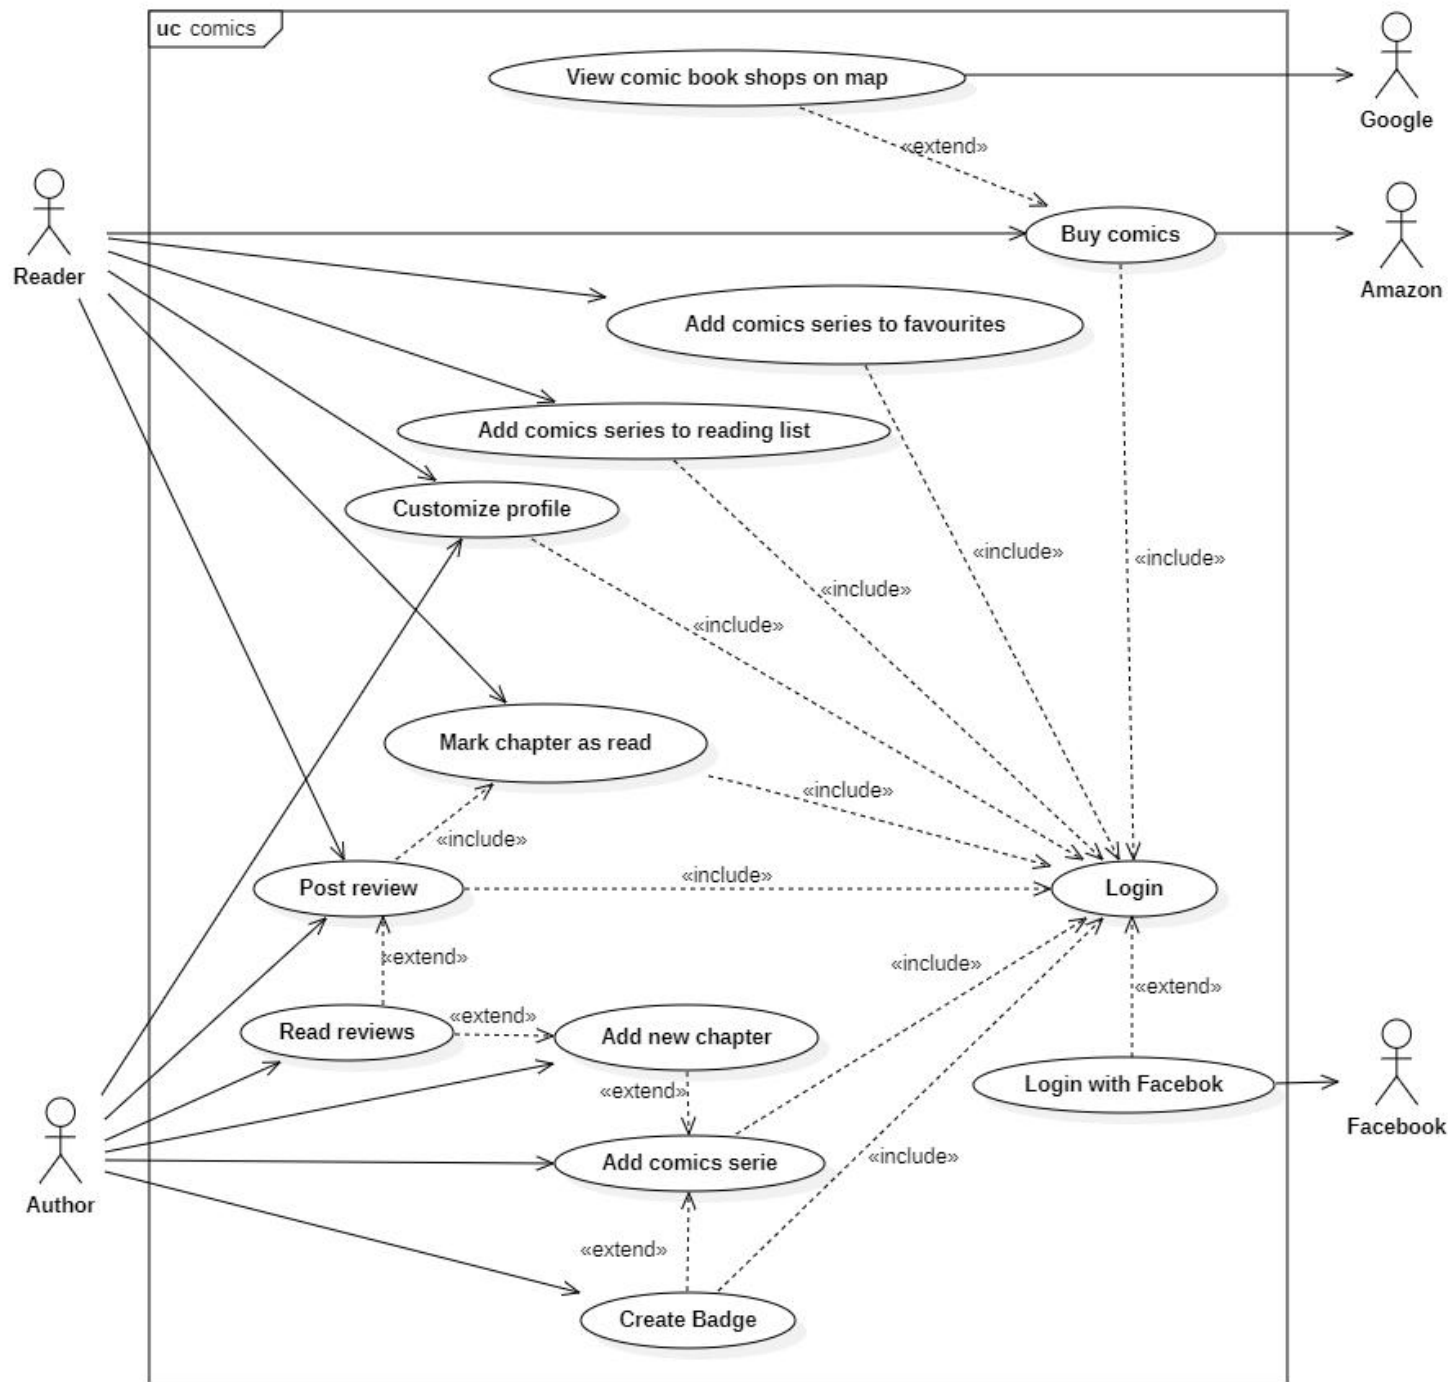 uc comics
View comic book shops on map
Google
«extend»
Buy comics
Amazon
Reader
Add comics series to favourites
Add comics series to reading list
Customize profile
«include»
«include»
«include»
«include»
Mark chapter as read
«include»
«include»
Post review
«include»
Login
«extend»
«include»
«extend»
Read reviews
«extend»
Add new chapter
«extend»
Login with Facebok
Facebook
Author
Add comics serie
«include»
«extend»
Create Badge